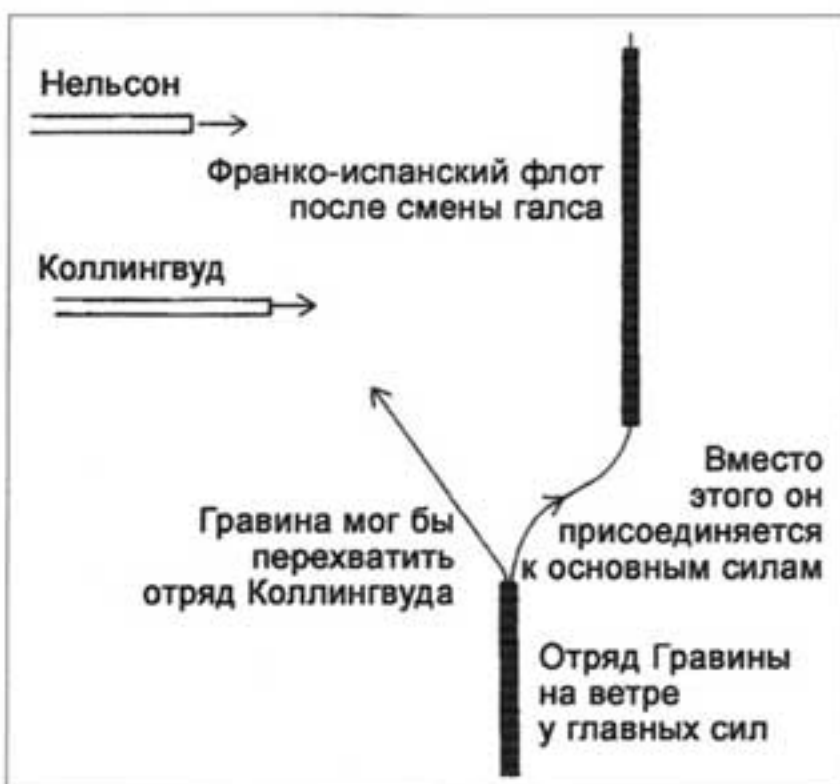 Нельсон
Франко-испанский флот
после смены галса
Коллингвуд
Гравина мог бы
перехватить
отряд Коллингвуда
Вместо
этого он
присоединяется
к основным силам
Отряд Гравины
на ветре
у главных сил